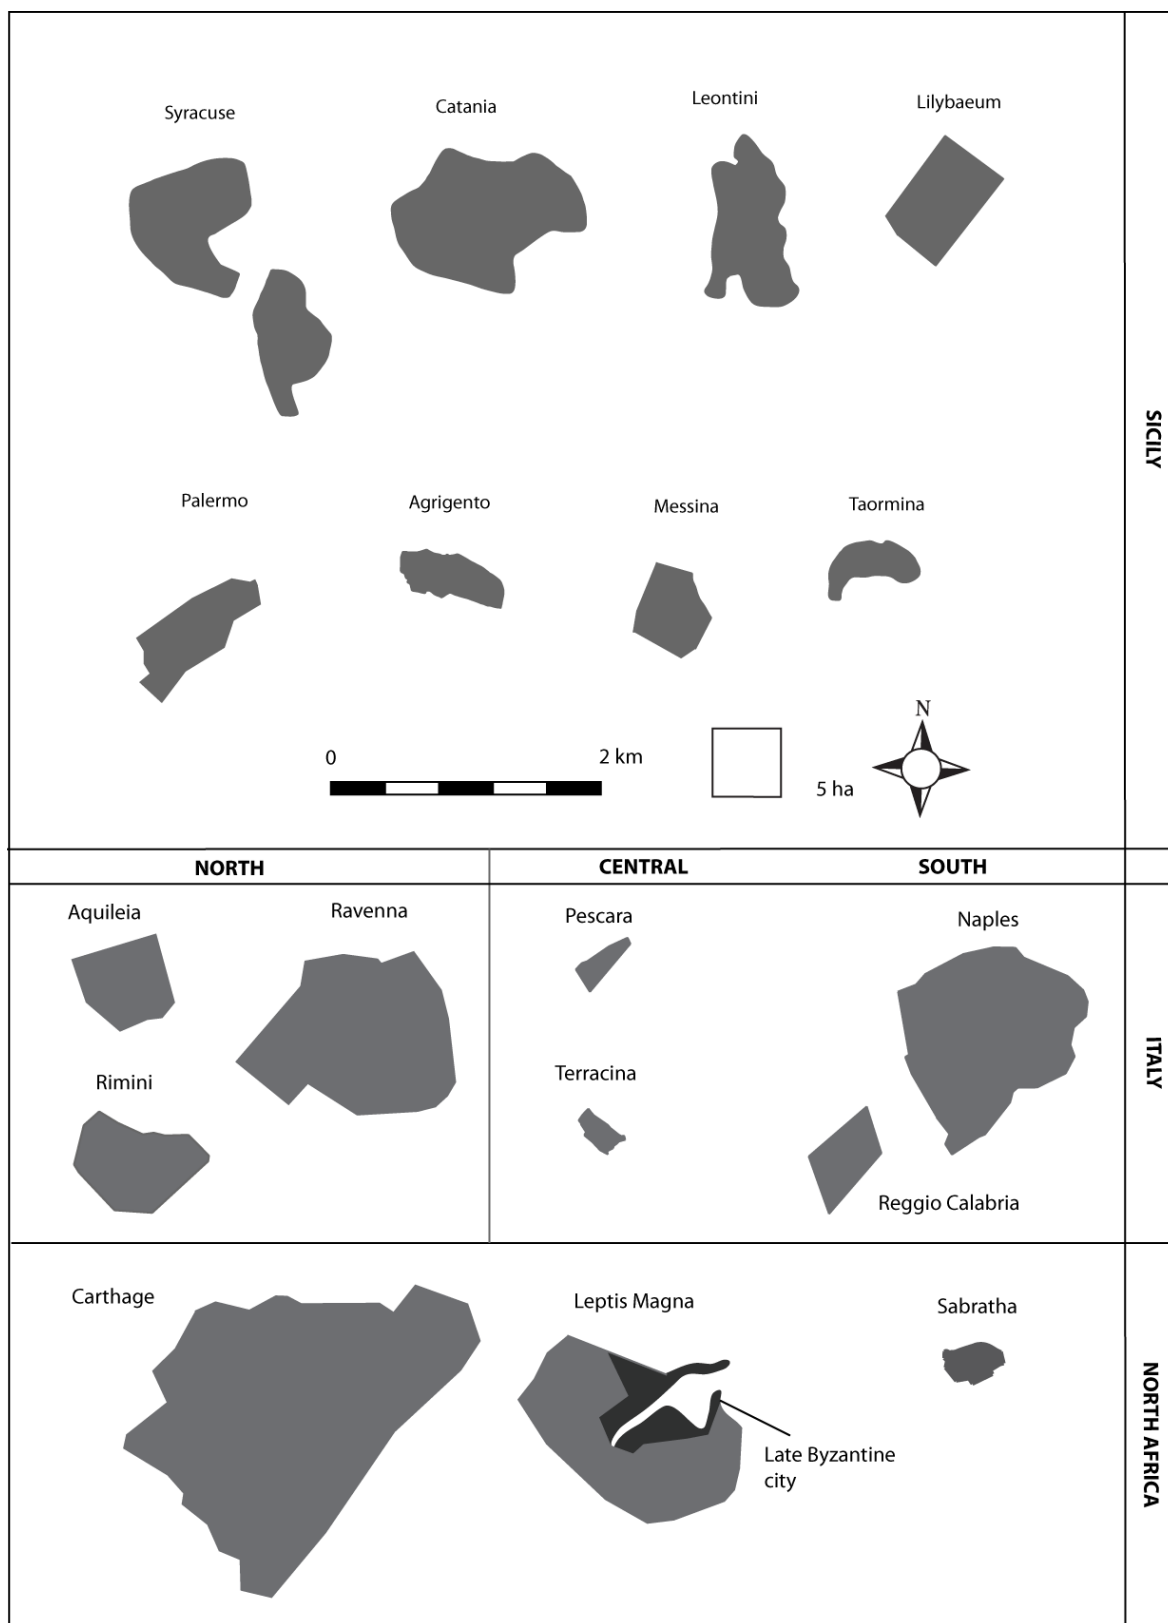 Syracuse
Catania
Leontini
Lilybaeum
Palermo
Agrigento
Messina
Taormina
SICILY
0
2 km
5 ha
N
NORTH
CENTRAL
SOUTH
Aquileia
Ravenna
Pescara
Naples
Rimini
Terracina
Reggio Calabria
ITALY
Carthage
Leptis Magna
Sabratha
Late Byzantine
city
NORTH AFRICA